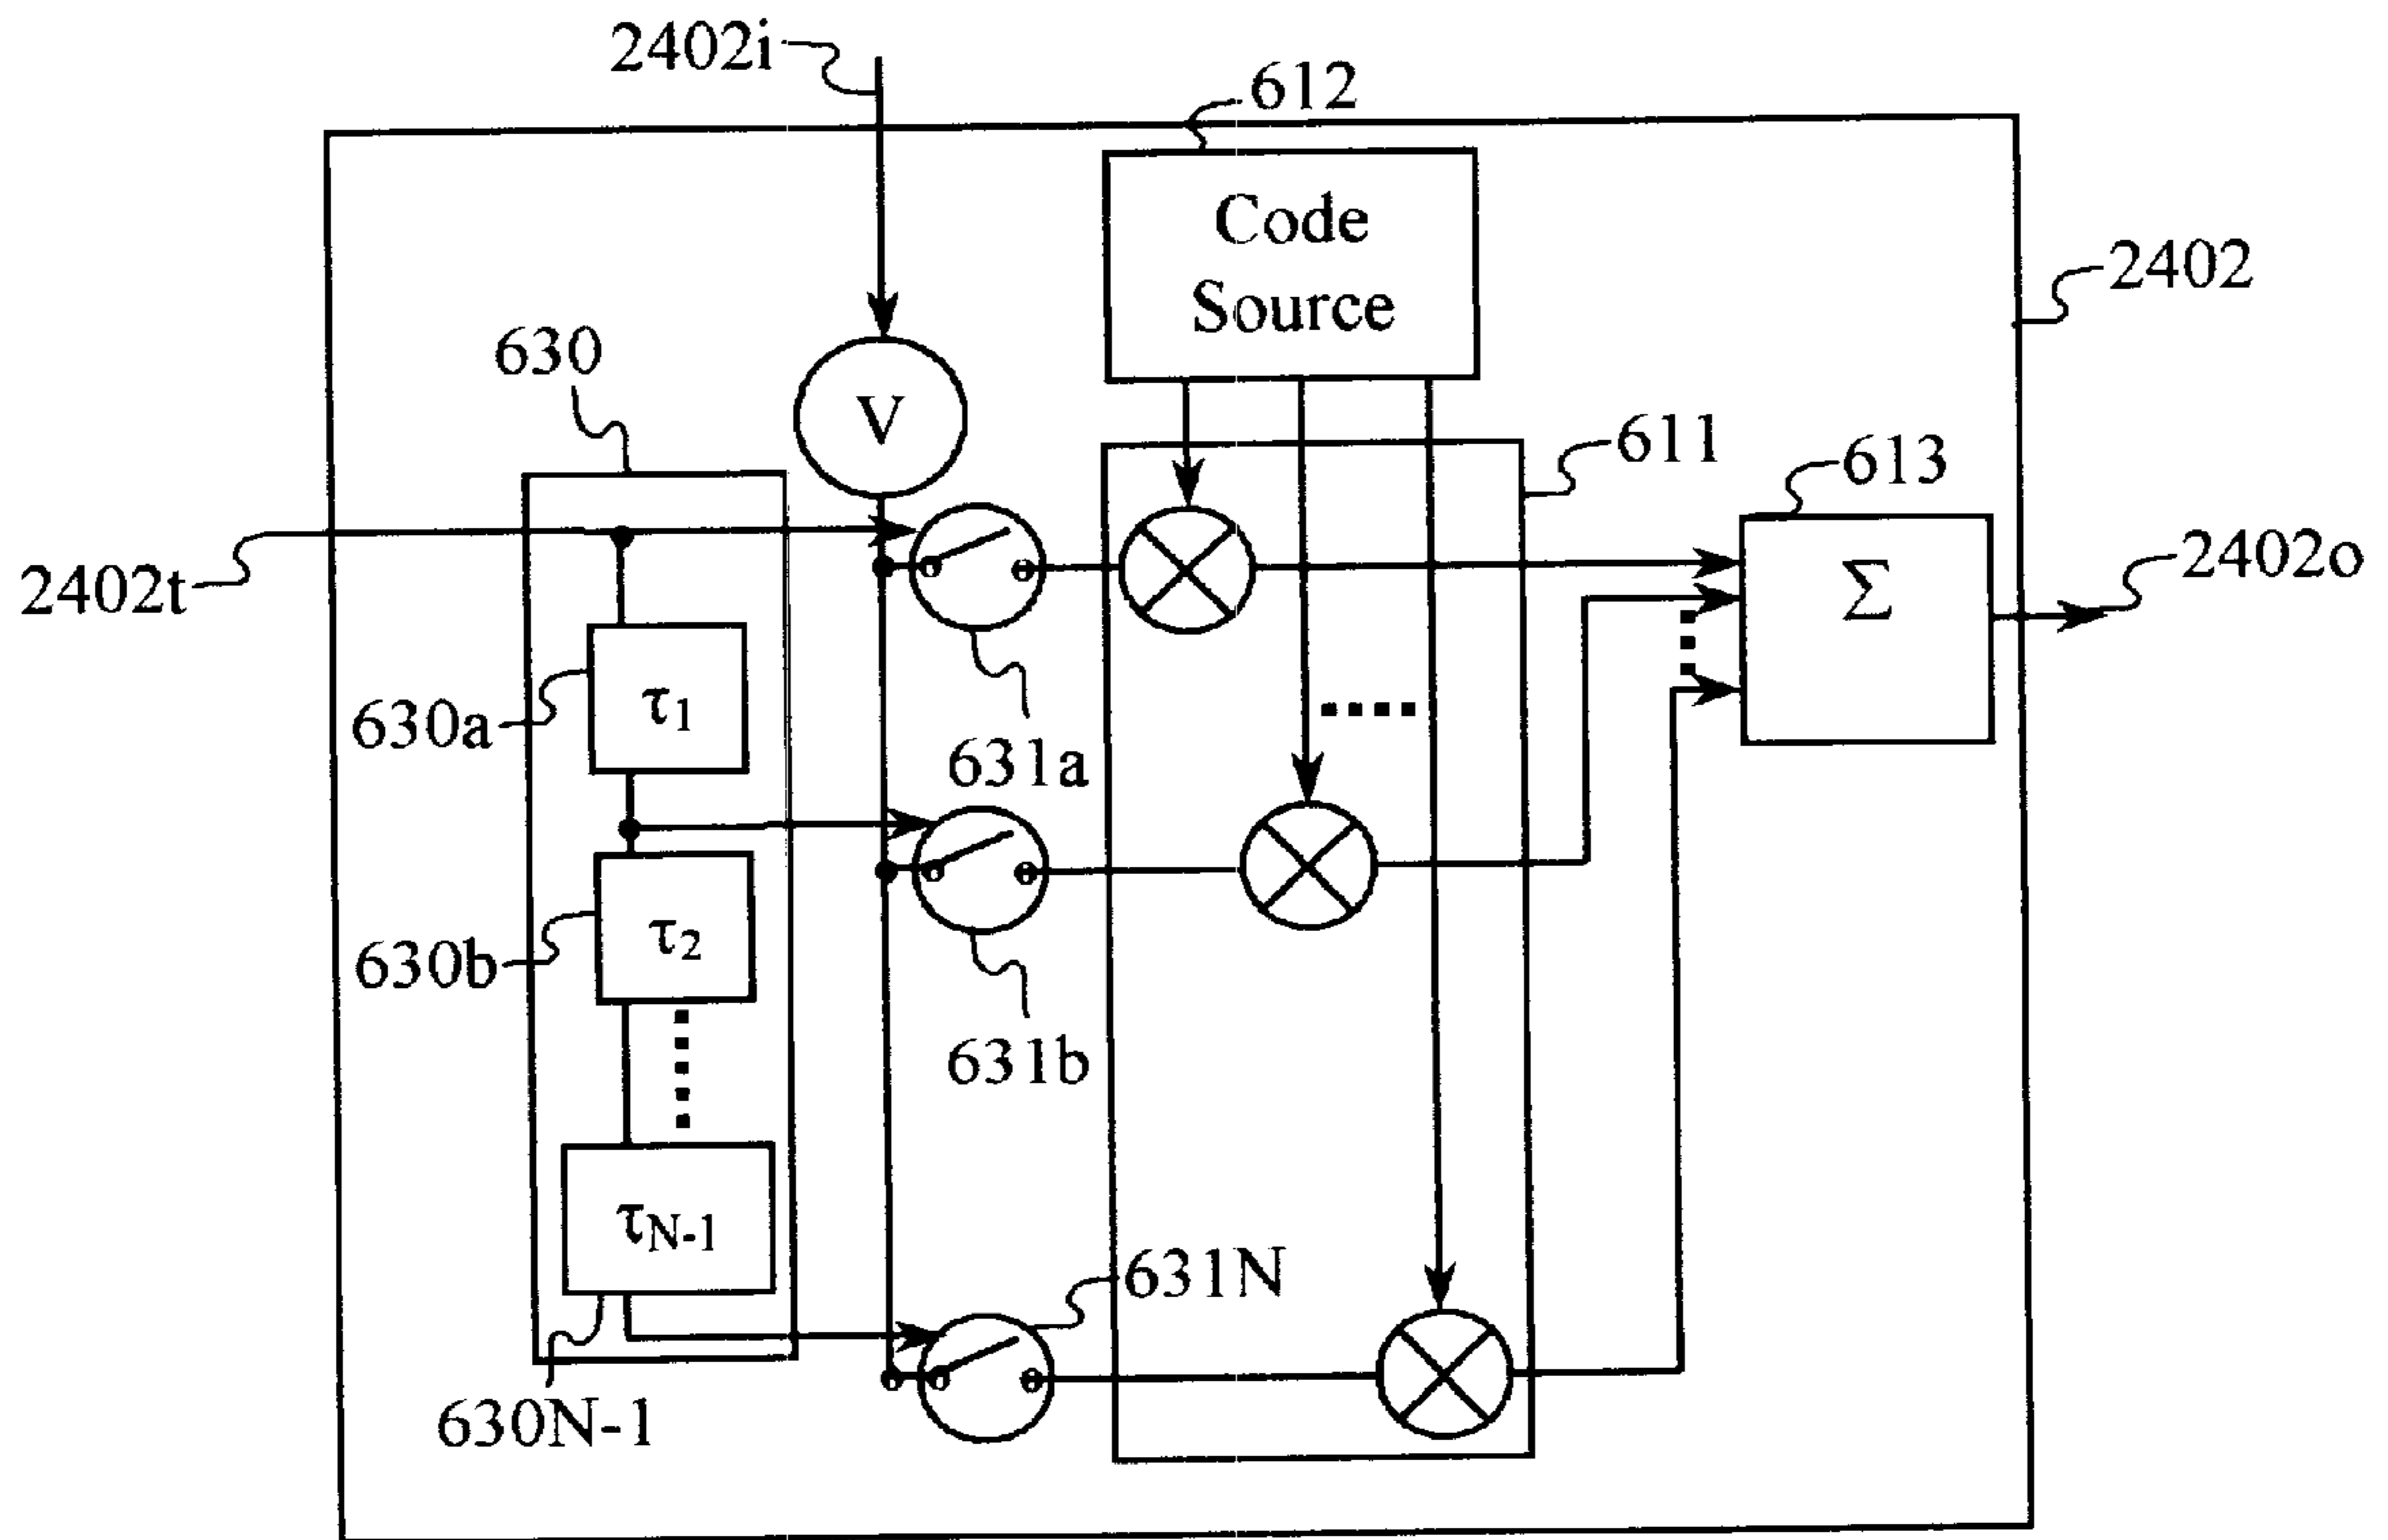 2402i
612
Code
Source
2402
630
V
611
613
2402t
Σ
2402o
τ1
630a
631a
τ2
630b
631b
τN-1
631N
630N-1